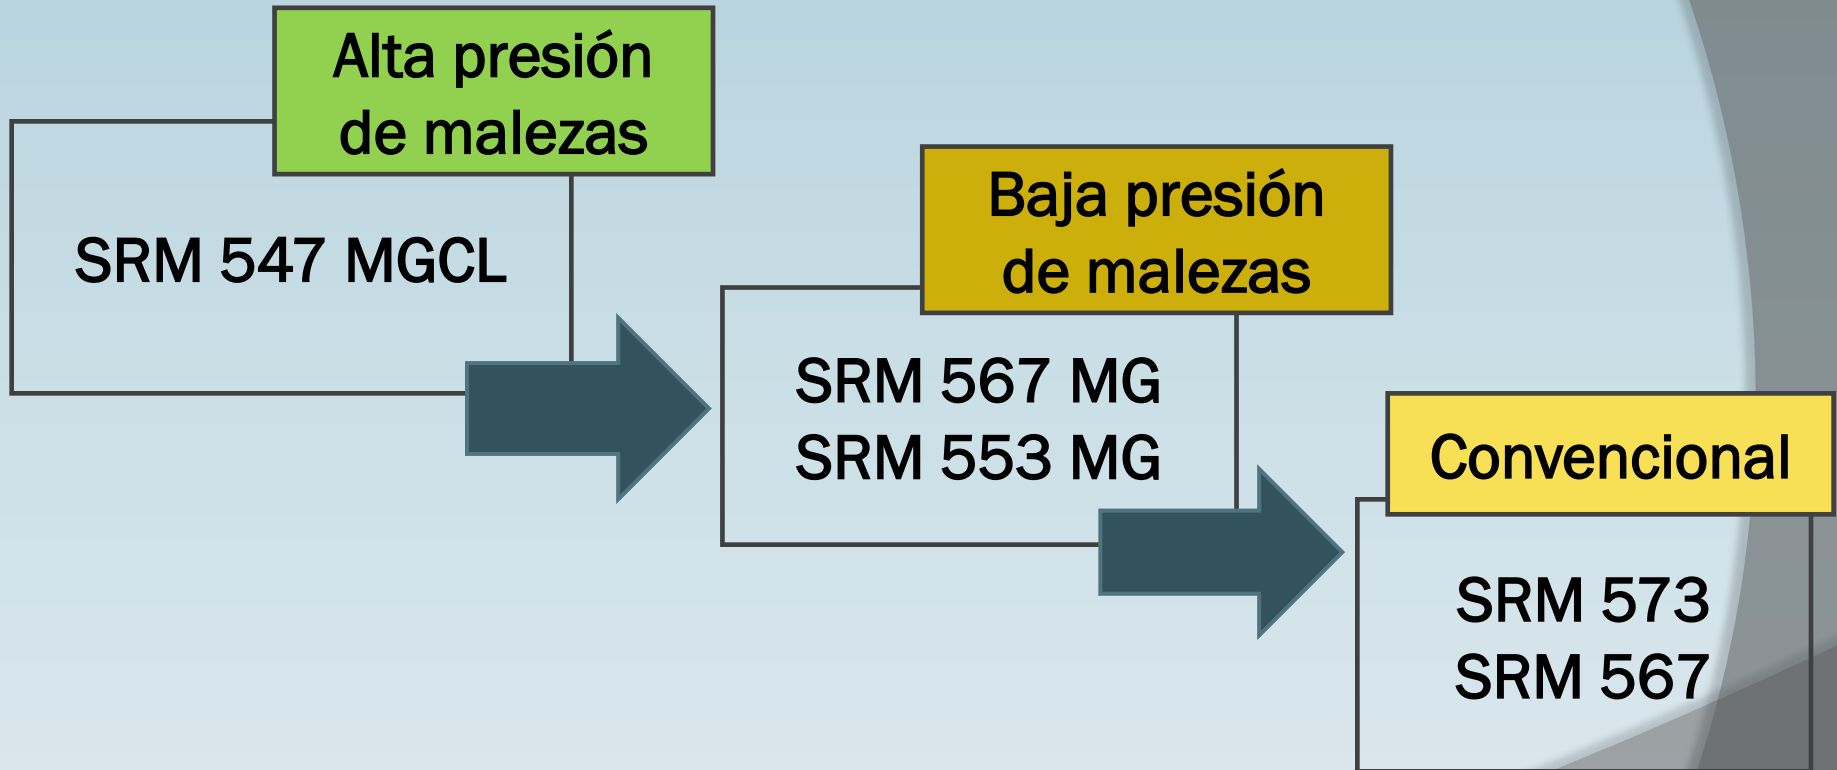 Alta presión
de malezas
SRM 547 MGCL
Baja presión
de malezas
SRM 567 MG
SRM 553 MG
Convencional
SRM 573
SRM 567